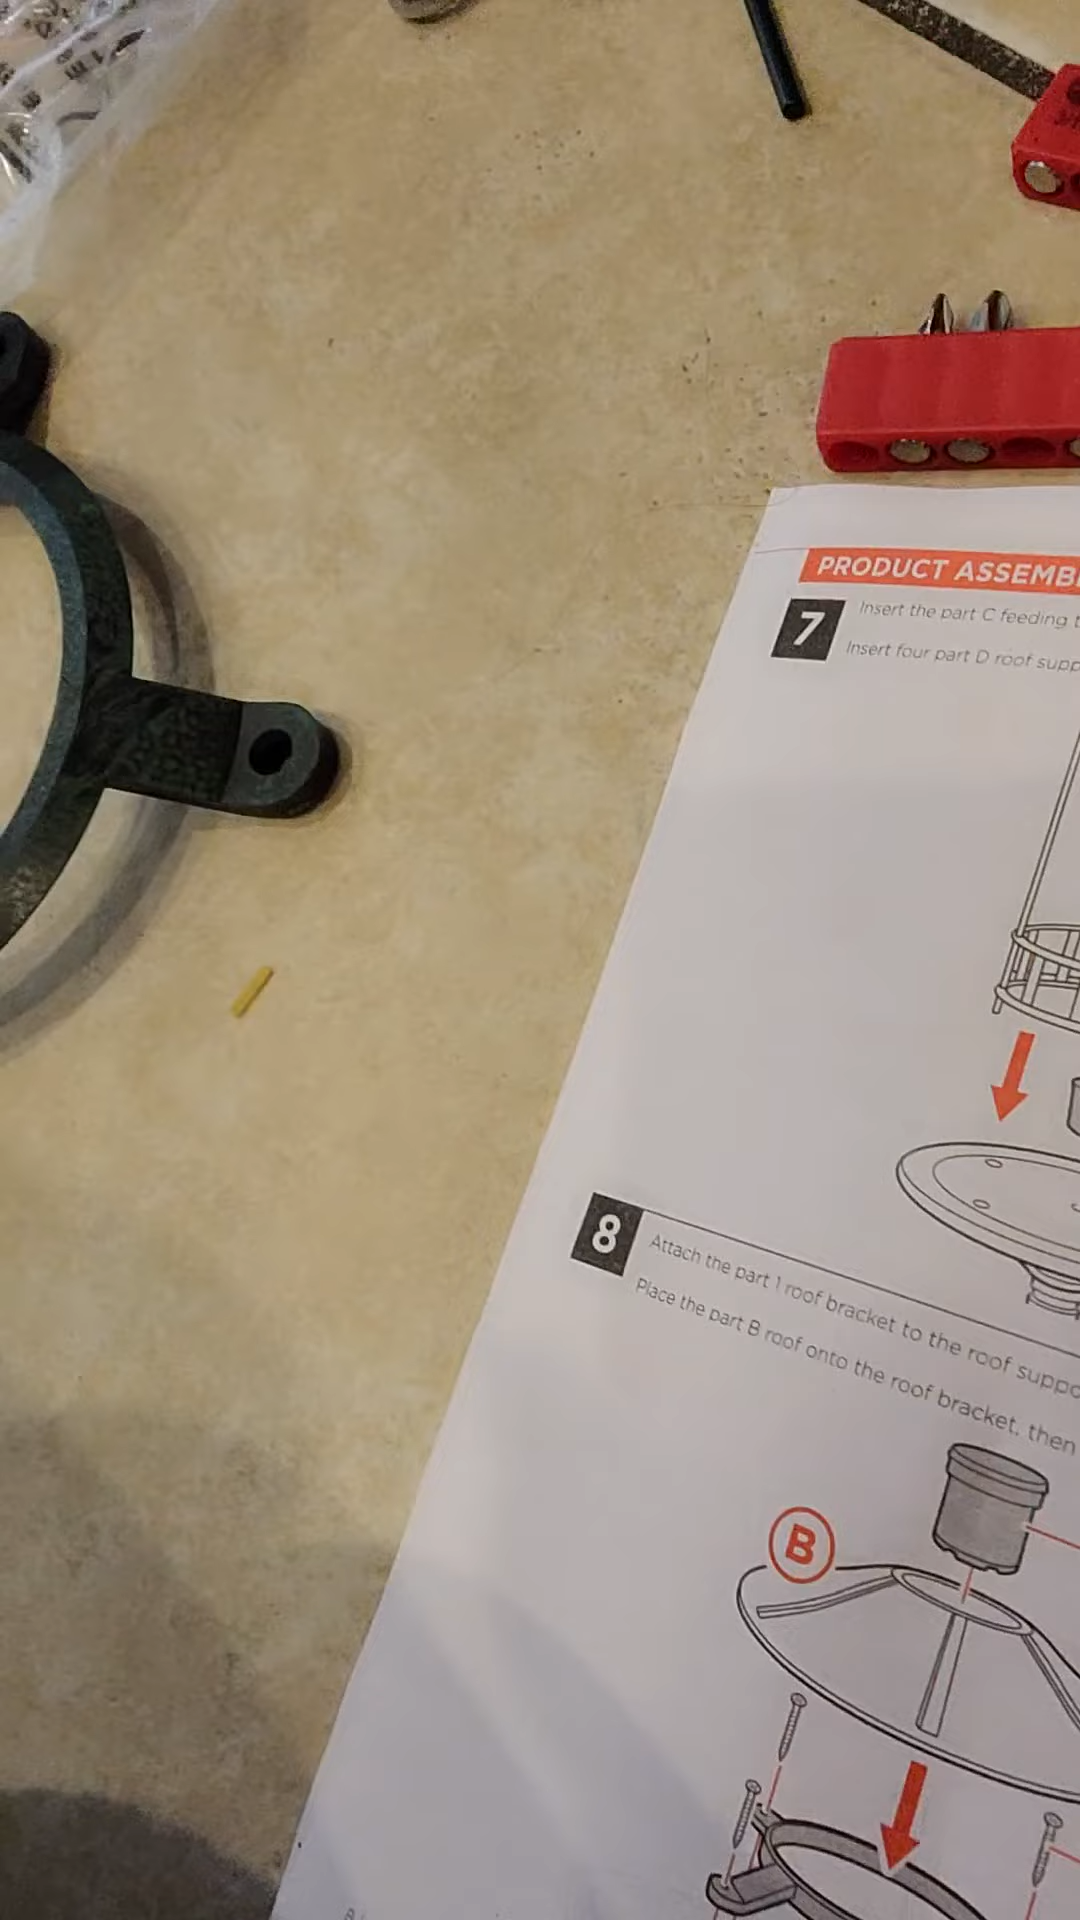 PRODUCT ASSEMB
7
Insert the part C feeding
Insert four part D roof supp
8
Attach the part 1 roof bracket to the roof suppo
Place the part B roof onto the roof bracket, then
B